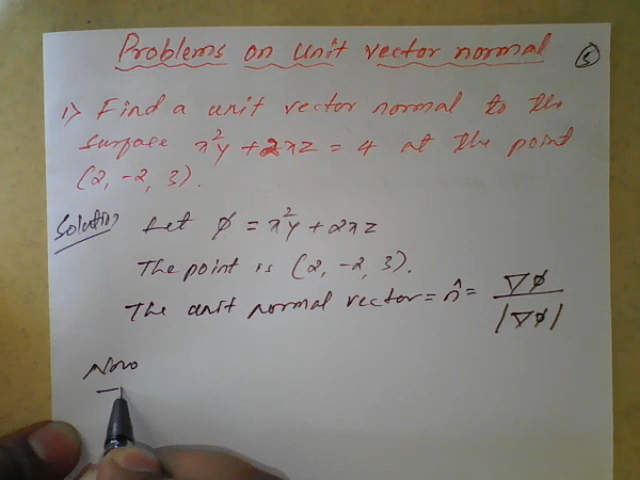 Problems on unit vector normal
5
1) Find a unit vector normal to the
surface x²y + 2xz = 4 at the point
(2, -2, 3).
Solution Let ϕ = x²y + 2xz
The point is (2, -2, 3).
The unit normal vector = n̂ = ∇ϕ / |∇ϕ|
Now